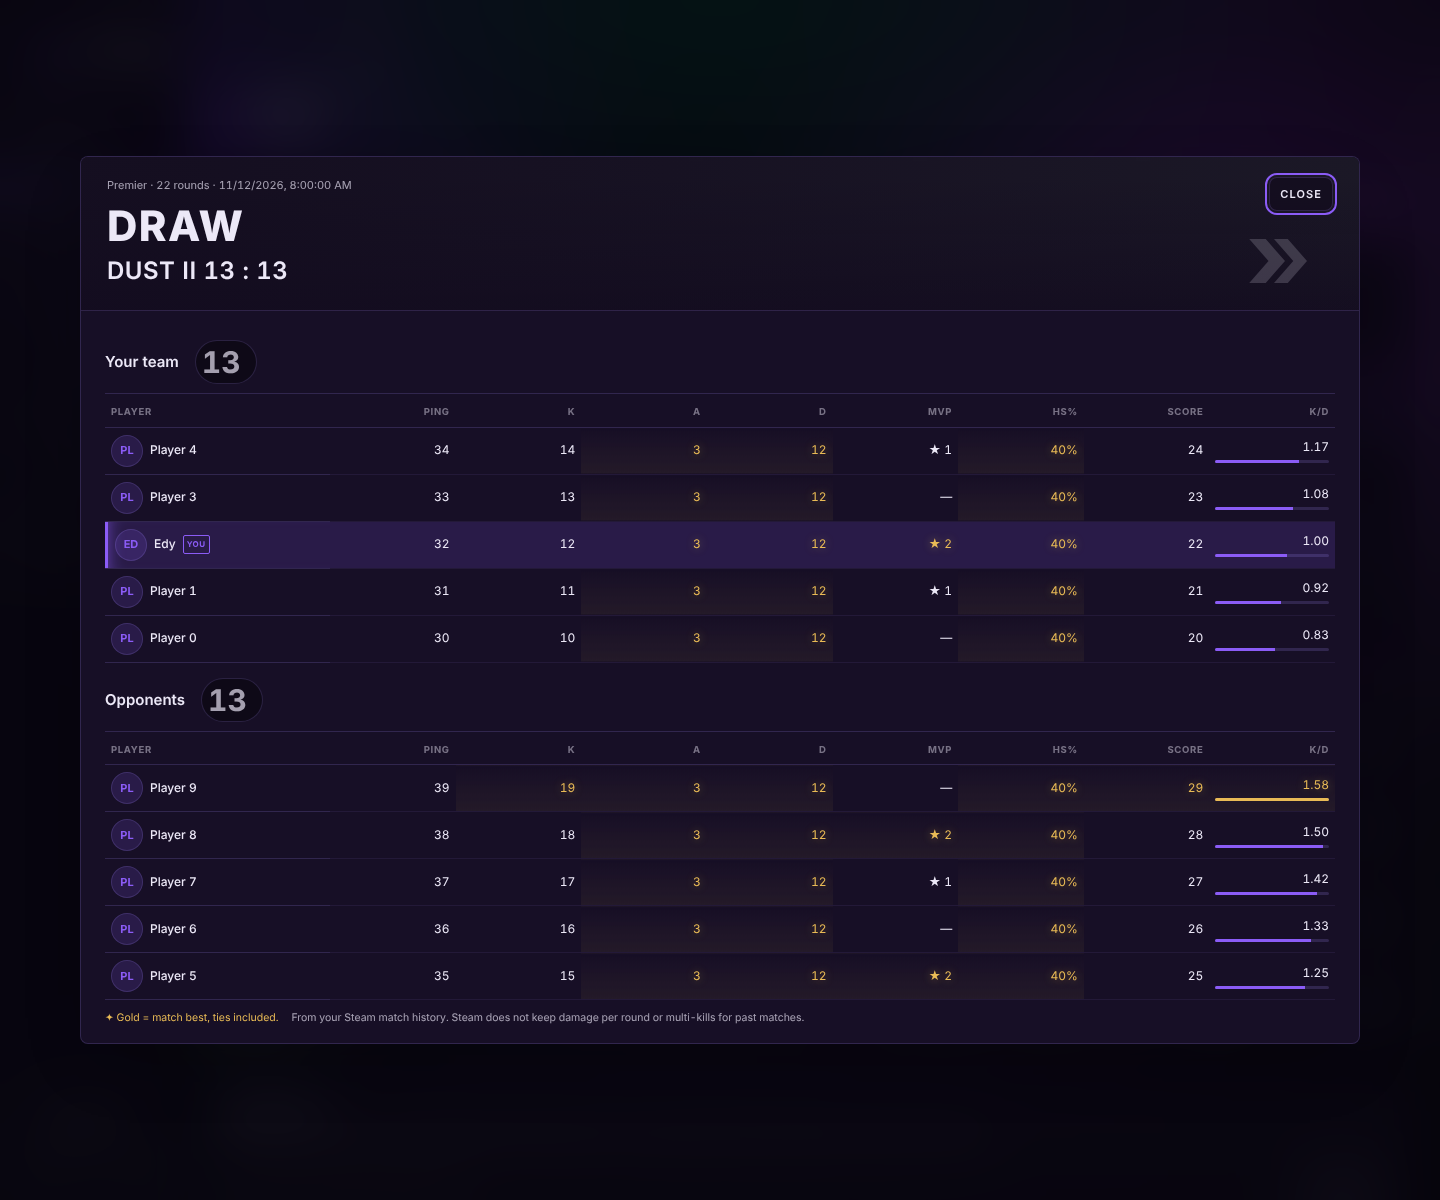 Premier · 22 rounds · 11/12/2026, 8:00:00 AM
CLOSE
DRAW
DUST II 13 : 13
Your team 13
PLAYER PING K A D MVP HS% SCORE K/D
PL Player 4 34 14 3 12 ★ 1 40% 24 1.17
PL Player 3 33 13 3 12 — 40% 23 1.08
ED Edy YOU 32 12 3 12 ★ 2 40% 22 1.00
PL Player 1 31 11 3 12 ★ 1 40% 21 0.92
PL Player 0 30 10 3 12 — 40% 20 0.83
Opponents 13
PLAYER PING K A D MVP HS% SCORE K/D
PL Player 9 39 19 3 12 — 40% 29 1.58
PL Player 8 38 18 3 12 ★ 2 40% 28 1.50
PL Player 7 37 17 3 12 ★ 1 40% 27 1.42
PL Player 6 36 16 3 12 — 40% 26 1.33
PL Player 5 35 15 3 12 ★ 2 40% 25 1.25
✦ Gold = match best, ties included. From your Steam match history. Steam does not keep damage per round or multi-kills for past matches.